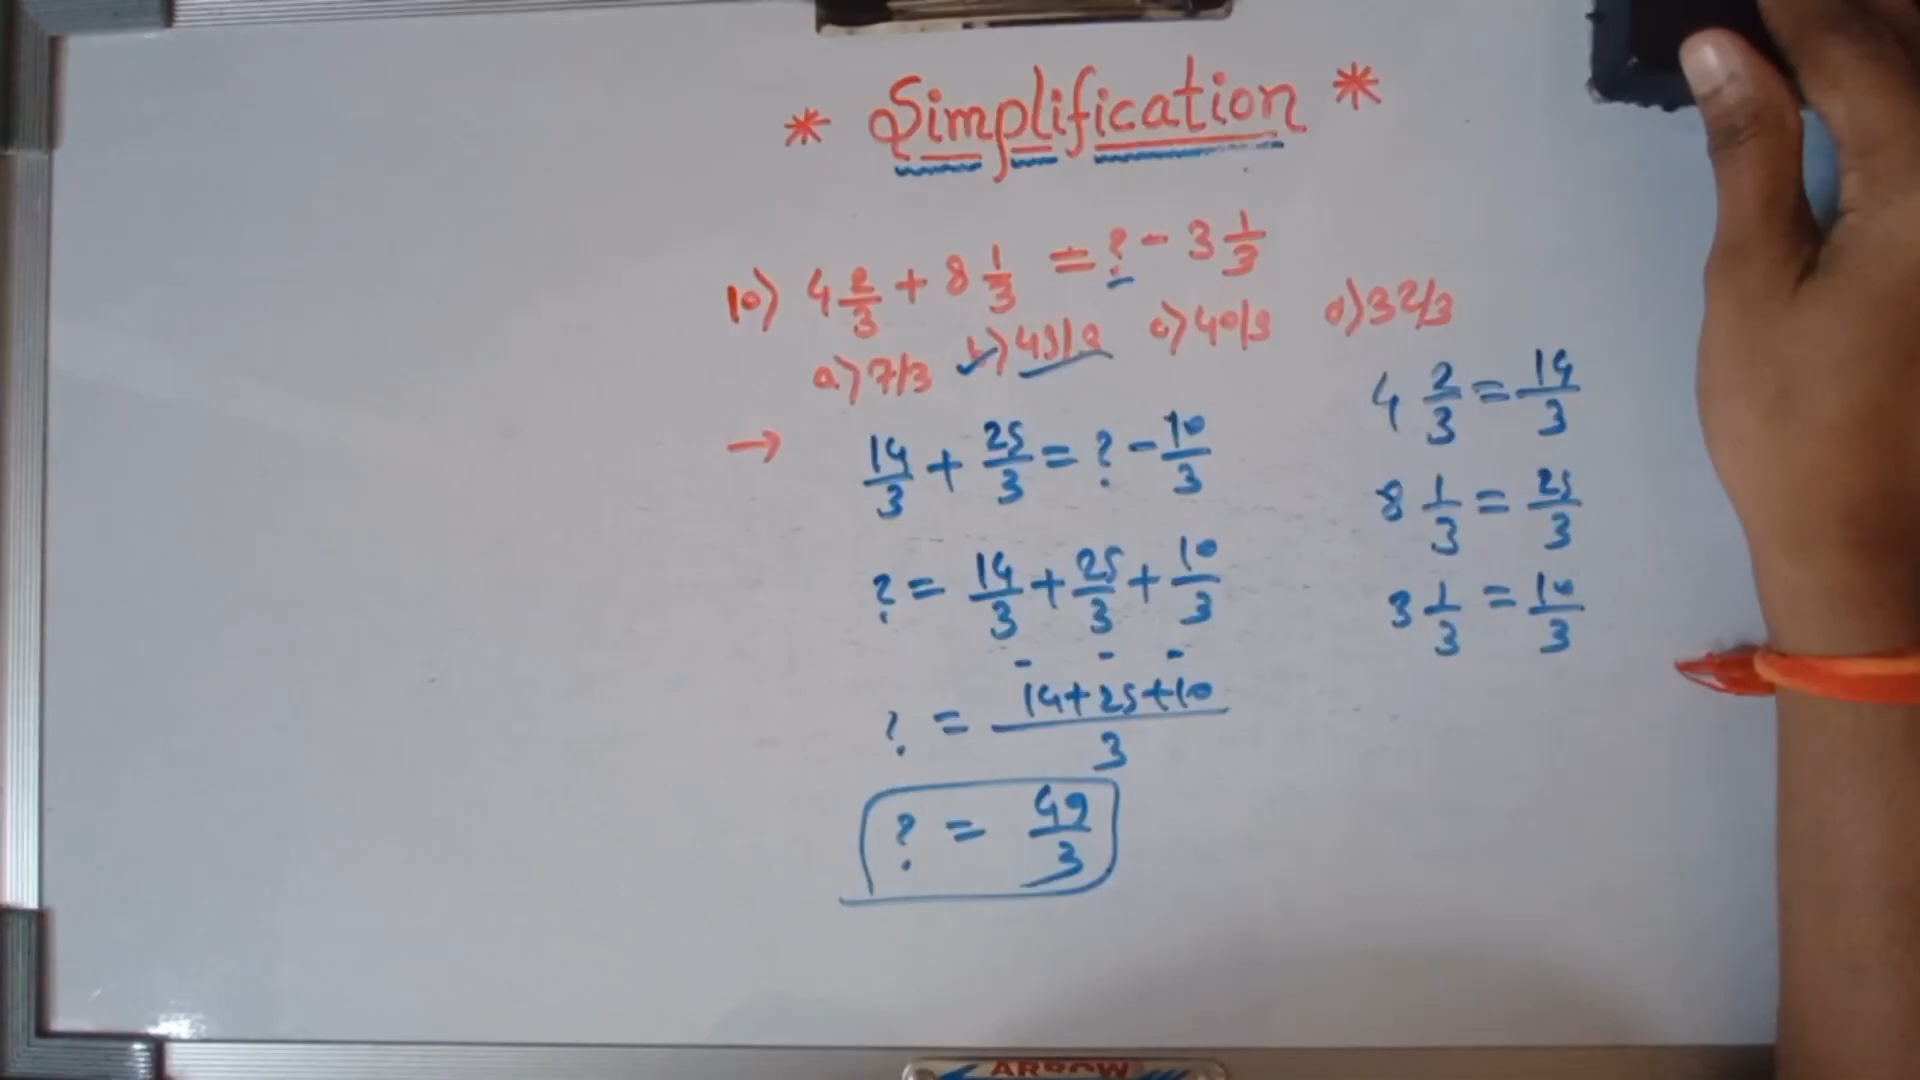 * Simplification *
10) 4 2/3 + 8 1/3 = ? - 3 1/3
a) 7/3 b) 49/3 c) 40/3 d) 32/3
→ 14/3 + 25/3 = ? - 10/3
? = 14/3 + 25/3 + 10/3
? = 14+25+10/3
? = 49/3
4 2/3 = 14/3
8 1/3 = 25/3
3 1/3 = 10/3
ARROW